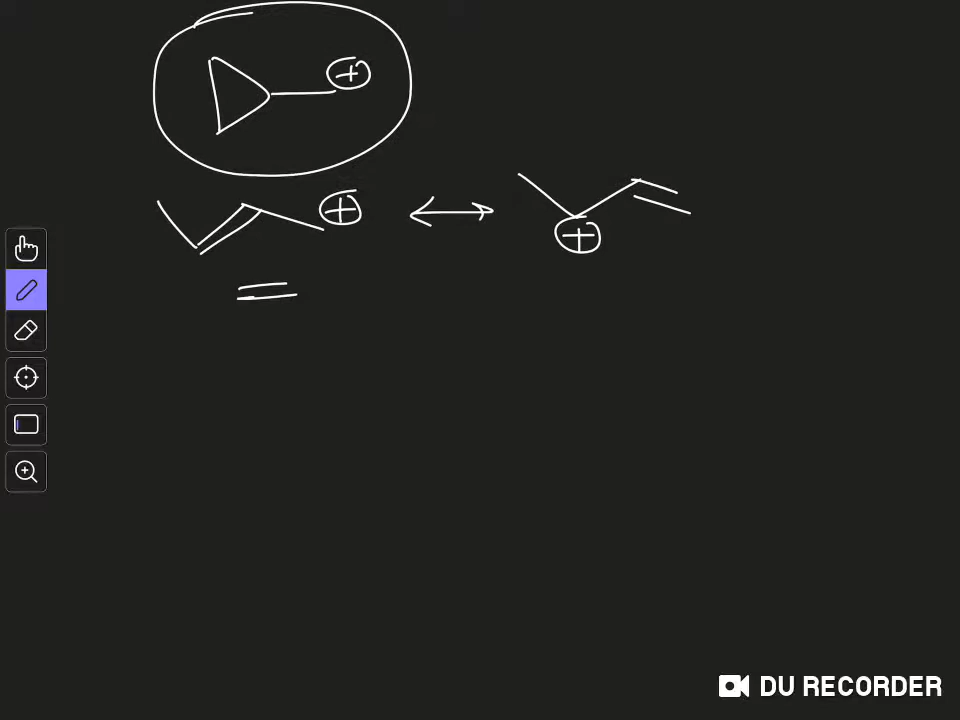 +
+
+
=
DU RECORDER